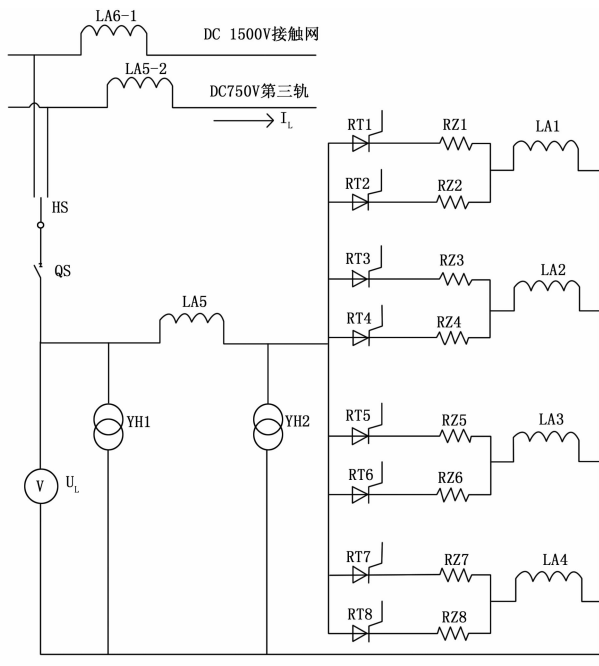 LA6-1
DC 1500V接触网
LA5-2
DC750V第三轨
I_L
RT1
RZ1
LA1
RT2
RZ2
HS
QS
RT3
RZ3
LA2
LA5
RT4
RZ4
YH1
YH2
RT5
RZ5
LA3
V
U_L
RT6
RZ6
RT7
RZ7
LA4
RT8
RZ8